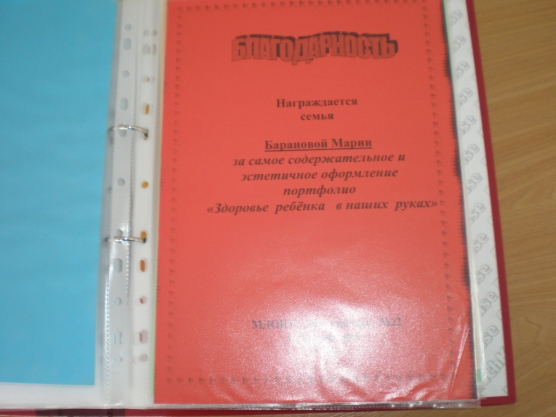 БЛАГОДАРНОСТЬ
Награждается
семья
Барановой Марии
за самое содержательное и
эстетичное оформление
портфолио
«Здоровье ребёнка в наших руках»